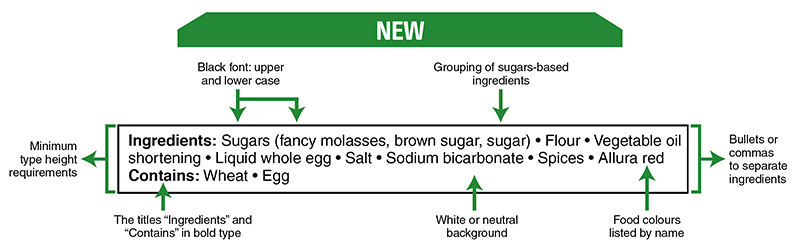 NEW
Black font: upper
and lower case
Grouping of sugars-based
ingredients
Minimum
type height
requirements
Ingredients: Sugars (fancy molasses, brown sugar, sugar) • Flour • Vegetable oil
shortening • Liquid whole egg • Salt • Sodium bicarbonate • Spices • Allura red
Contains: Wheat • Egg
Bullets or
commas
to separate
ingredients
The titles “Ingredients” and
“Contains” in bold type
White or neutral
background
Food colours
listed by name